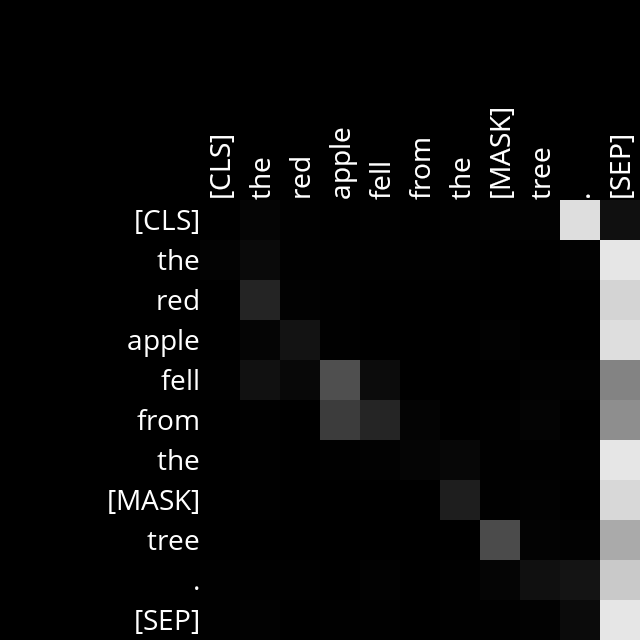 [CLS] the red apple fell from the [MASK] tree . [SEP]
[CLS]
the
red
apple
fell
from
the
[MASK]
tree
.
[SEP]